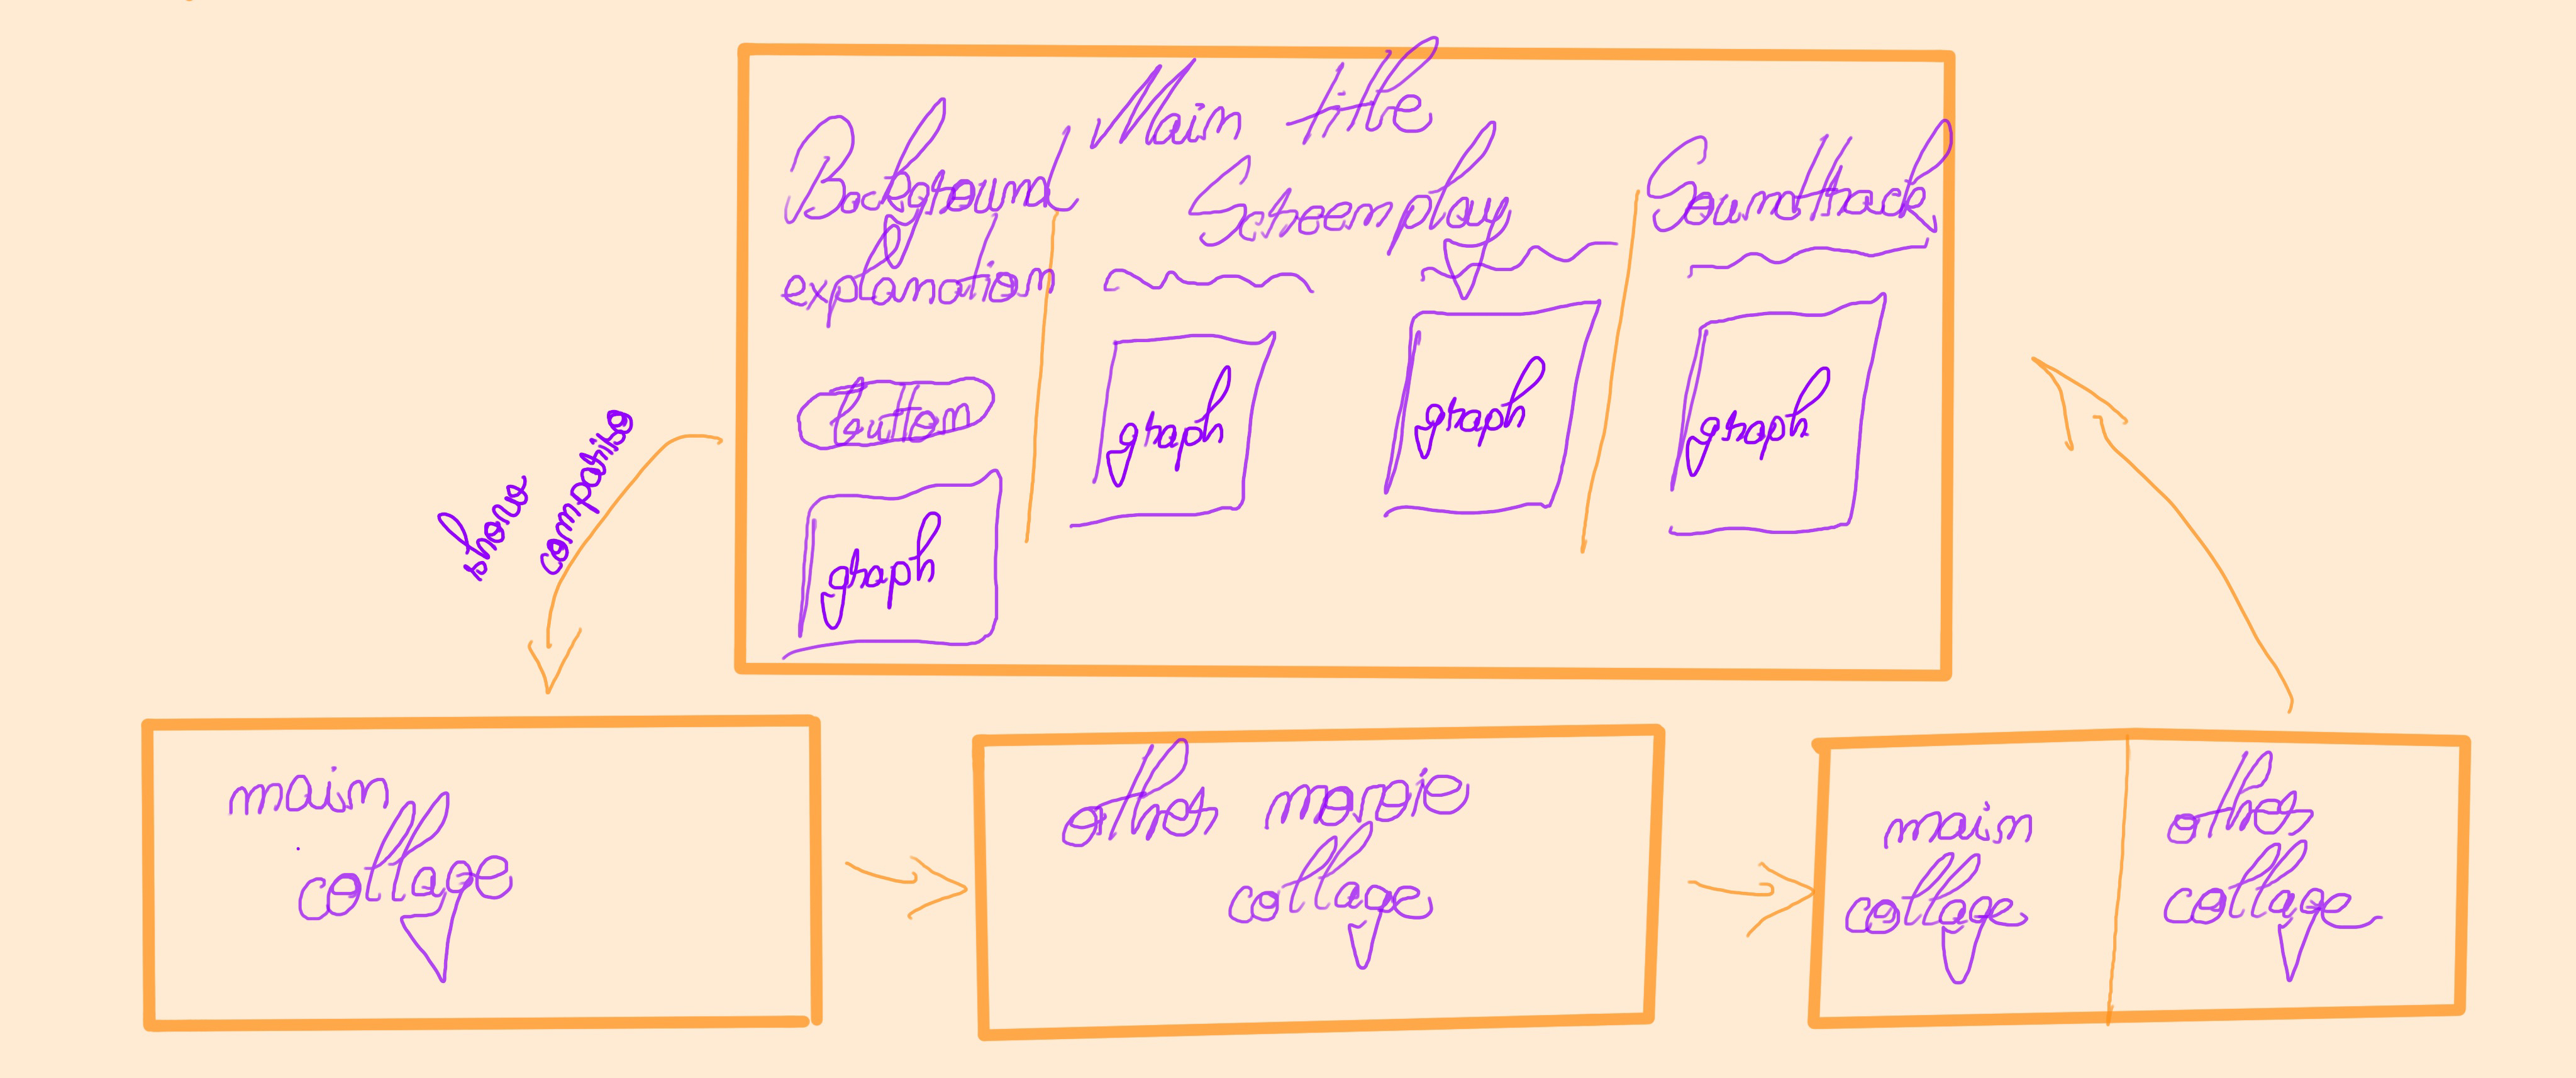 Main title
Background
explanation
button
graph
Screenplay
graph
graph
Soundtrack
graph
show
compariso
main
collage
other movie
collage
main
collage
other
collage